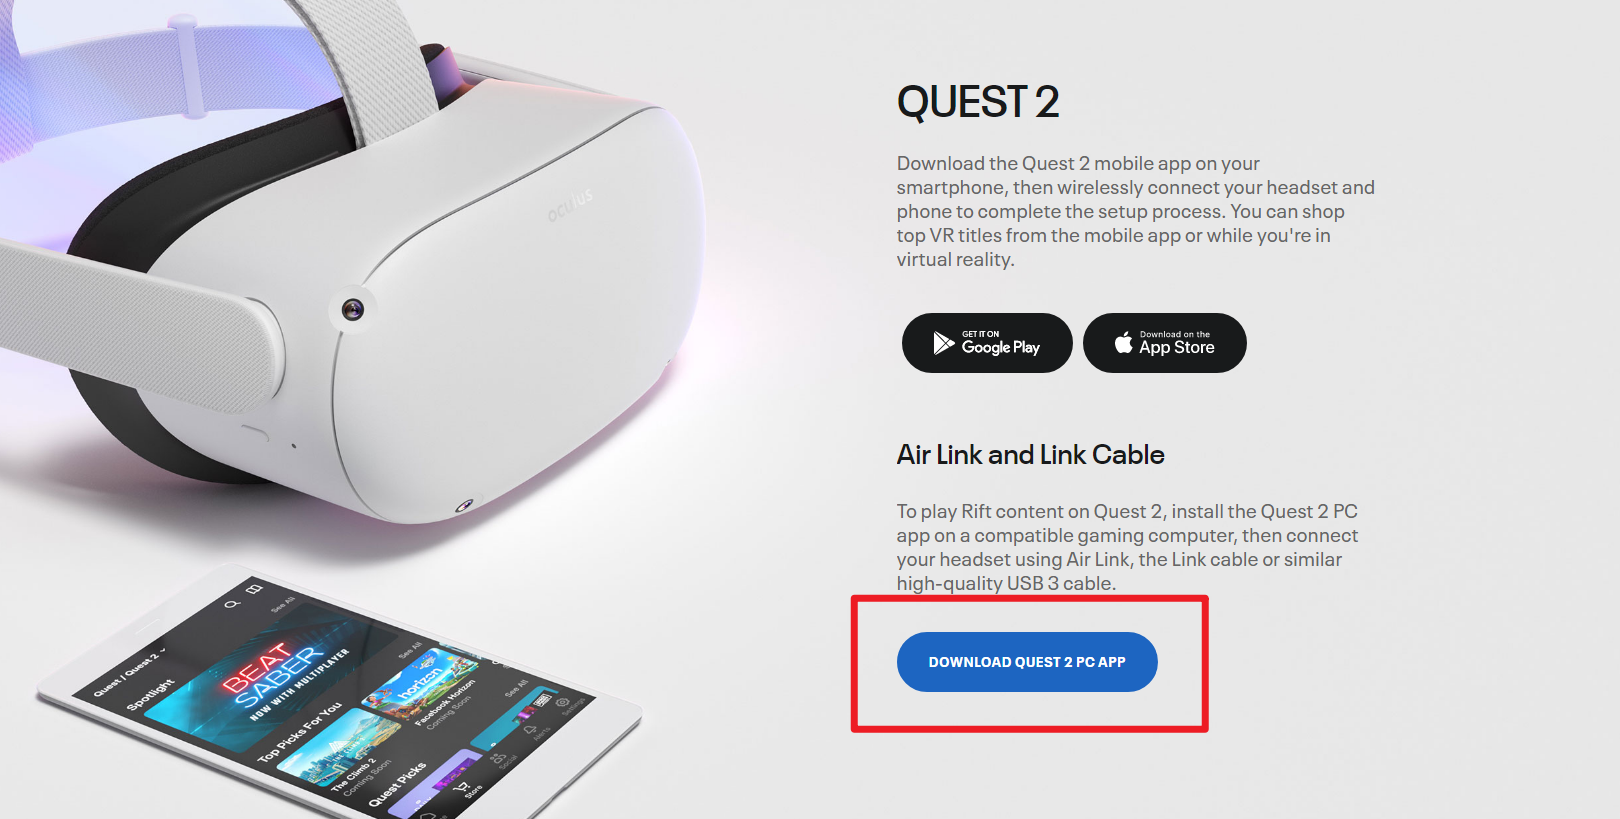 oculus
QUEST 2
Download the Quest 2 mobile app on your
smartphone, then wirelessly connect your headset and
phone to complete the setup process. You can shop
top VR titles from the mobile app or while you're in
virtual reality.
GET IT ON
Google Play
Download on the
App Store
Air Link and Link Cable
To play Rift content on Quest 2, install the Quest 2 PC
app on a compatible gaming computer, then connect
your headset using Air Link, the Link cable or similar
high-quality USB 3 cable.
DOWNLOAD QUEST 2 PC APP
Quest / Quest 2
Spotlight
See All
BEAT
SABER
NOW WITH MULTIPLAYER
Top Picks For You
See All
The Climb 2
Coming Soon
horizon
Facebook Horizon
Coming Soon
Quest Picks
See All
Store
Social
Alerts
Settings